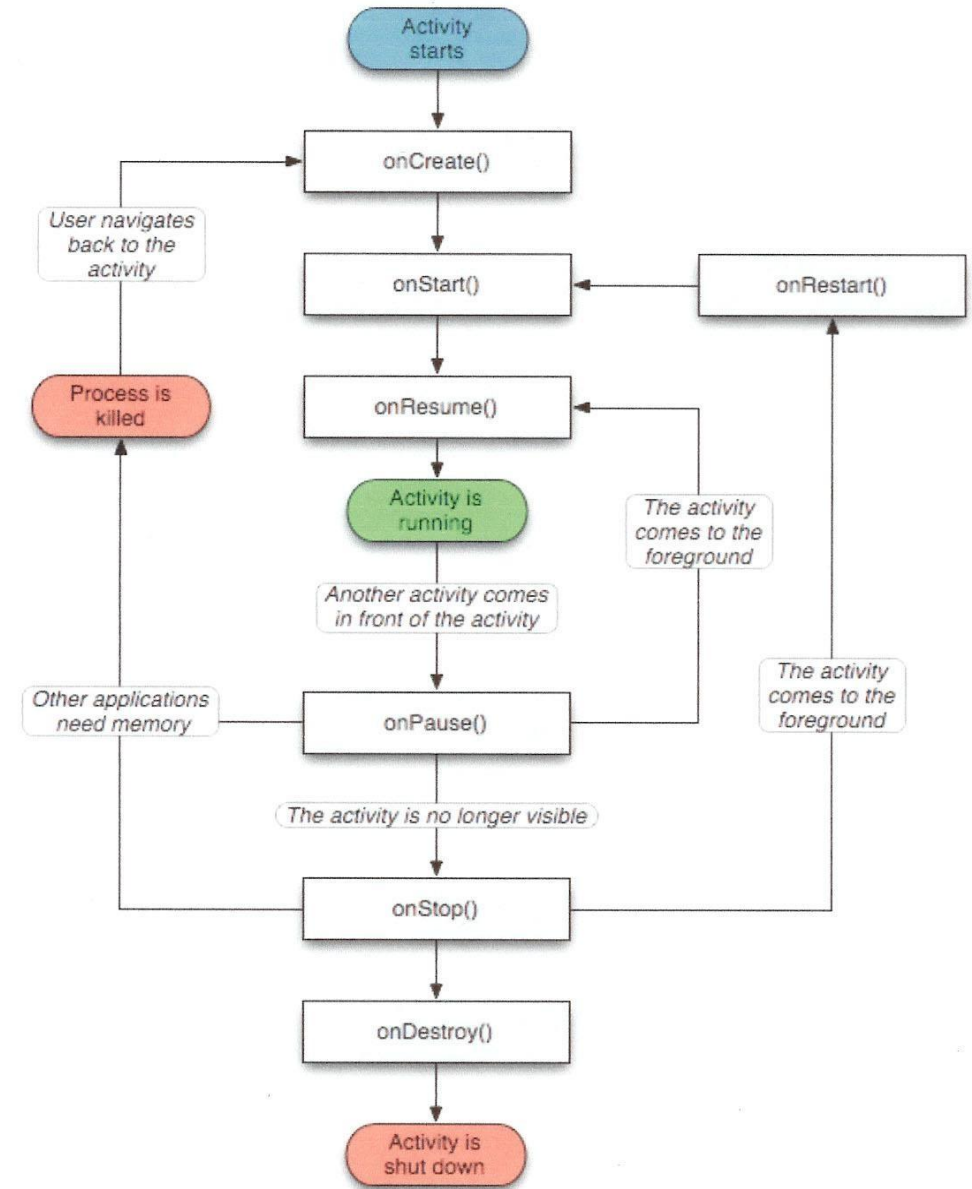 Activity
starts
onCreate()
User navigates
back to the
activity
onStart()
onRestart()
Process is
killed
onResume()
Activity is
running
The activity
comes to the
foreground
Another activity comes
in front of the activity
Other applications
need memory
onPause()
The activity
comes to the
foreground
The activity is no longer visible
onStop()
onDestroy()
Activity is
shut down